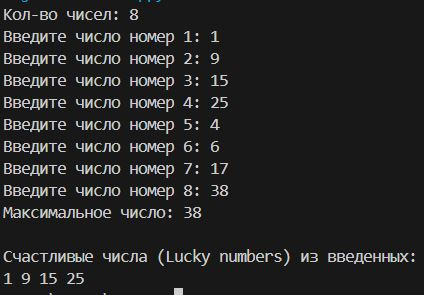 Кол-во чисел: 8
Введите число номер 1: 1
Введите число номер 2: 9
Введите число номер 3: 15
Введите число номер 4: 25
Введите число номер 5: 4
Введите число номер 6: 6
Введите число номер 7: 17
Введите число номер 8: 38
Максимальное число: 38
Счастливые числа (Lucky numbers) из введенных:
1 9 15 25